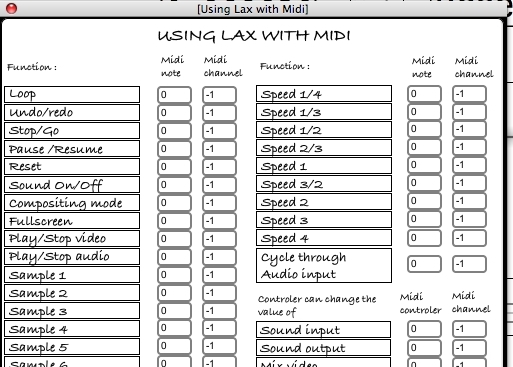 [Using Lax with Midi]
USING LAX WITH MIDI
Function :
Midi note
Midi channel
Loop 0 -1
Undo/redo 0 -1
Stop/Go 0 -1
Pause /Resume 0 -1
Reset 0 -1
Sound On/Off 0 -1
Compositing mode 0 -1
Fullscreen 0 -1
Play/Stop video 0 -1
Play/Stop audio 0 -1
Sample 1 0 -1
Sample 2 0 -1
Sample 3 0 -1
Sample 4 0 -1
Sample 5 0 -1
Sample 6 0 -1
Function :
Midi note
Midi channel
Speed 1/4 0 -1
Speed 1/3 0 -1
Speed 1/2 0 -1
Speed 2/3 0 -1
Speed 1 0 -1
Speed 3/2 0 -1
Speed 2 0 -1
Speed 3 0 -1
Speed 4 0 -1
Cycle through
Audio input 0 -1
Controler can change the
value of
Midi controler
Midi channel
Sound input 0 -1
Sound output 0 -1
Mix video 0 -1